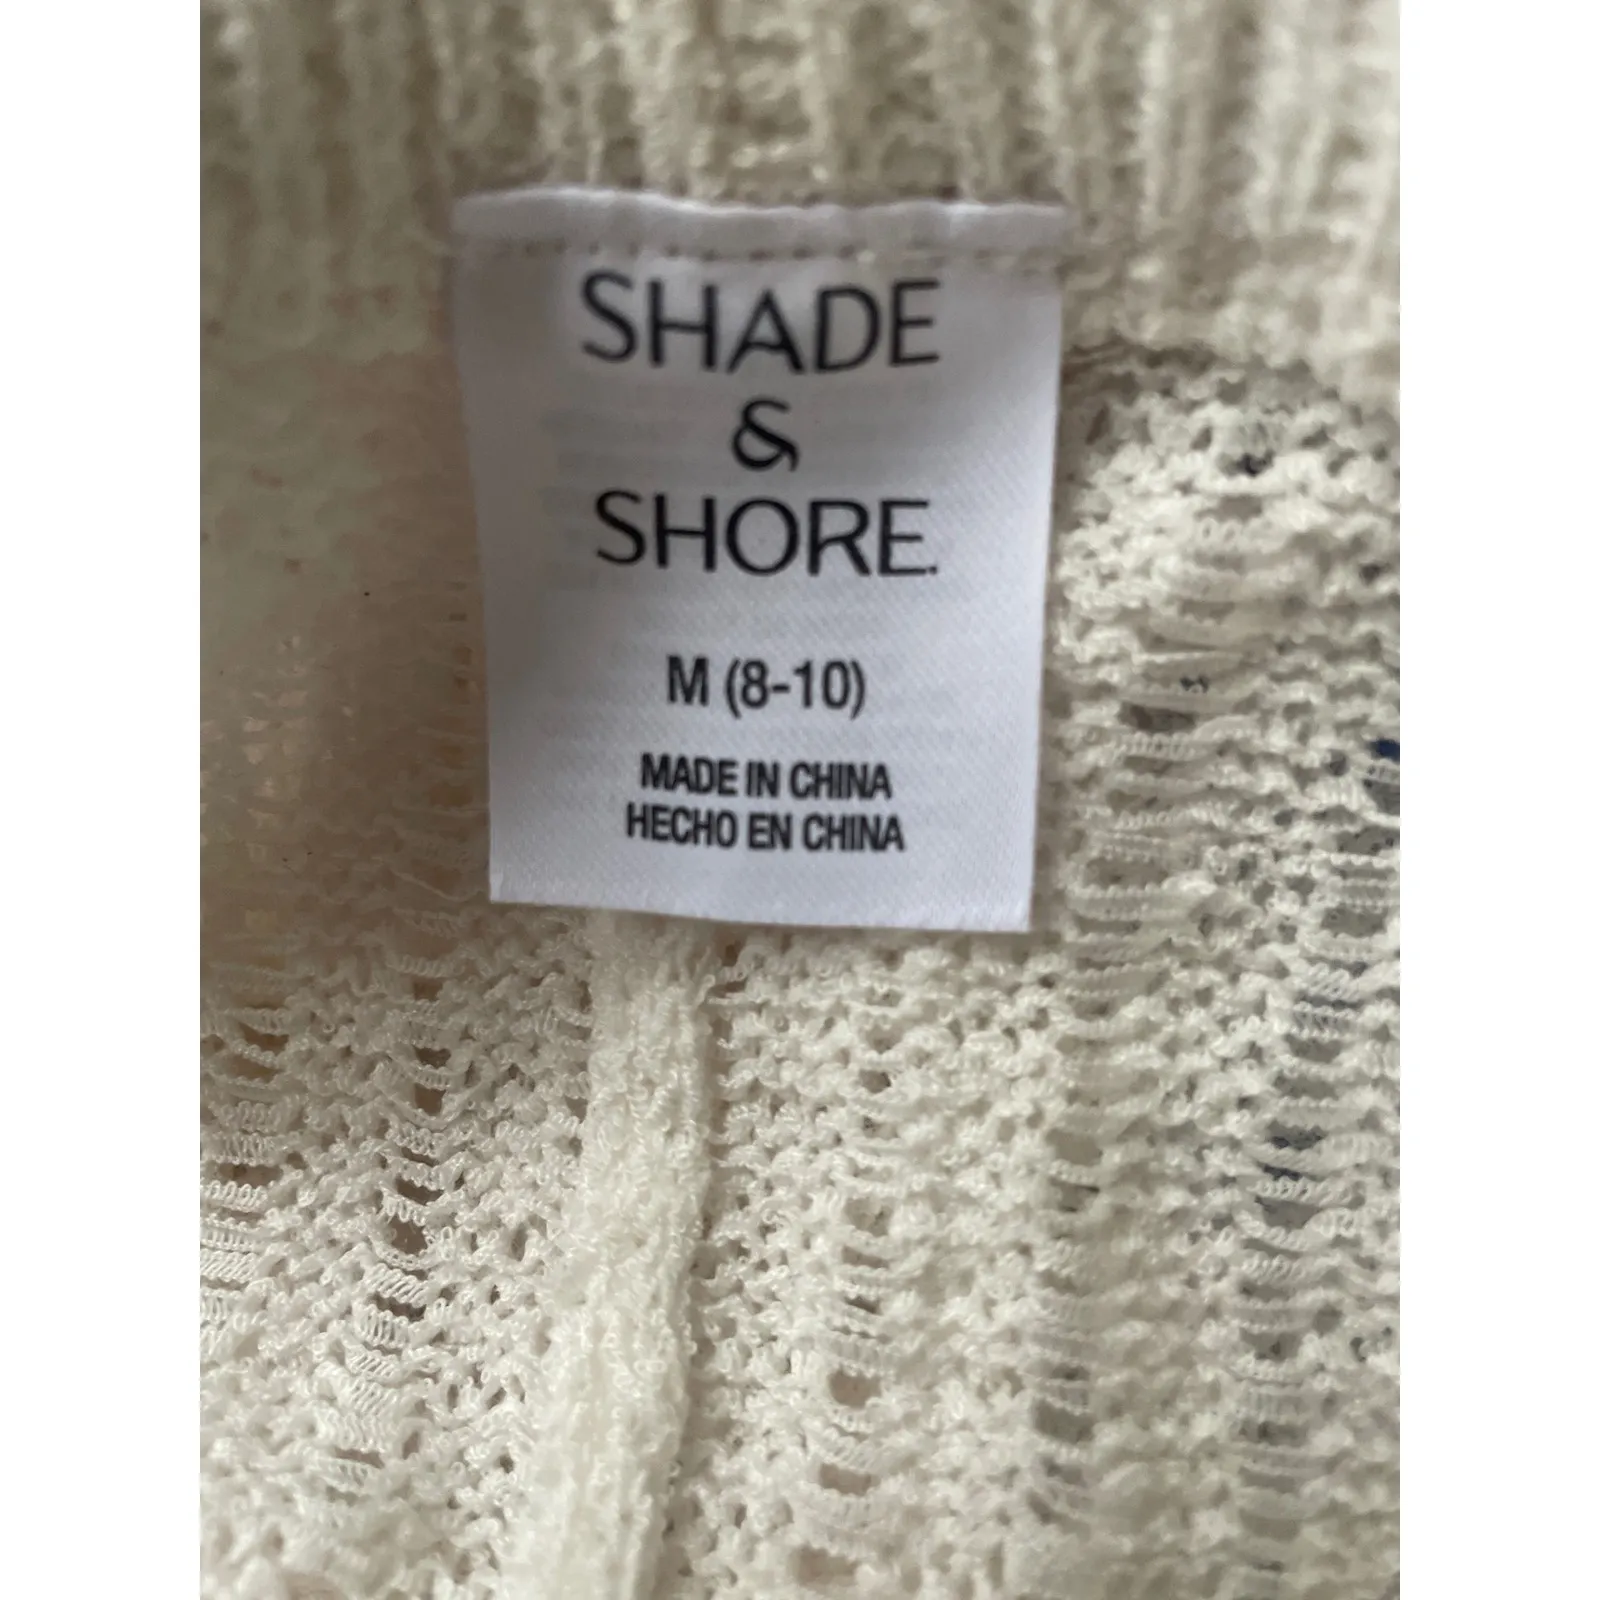 SHADE
&
SHORE.
M (8-10)
MADE IN CHINA
HECHO EN CHINA